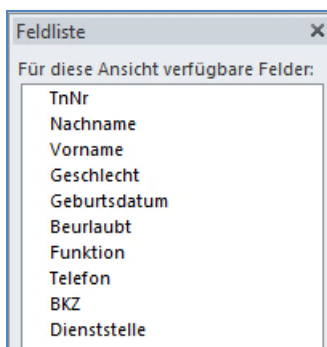 Feldliste
Für diese Ansicht verfügbare Felder:
TnNr
Nachname
Vorname
Geschlecht
Geburtsdatum
Beurlaubt
Funktion
Telefon
BKZ
Dienststelle